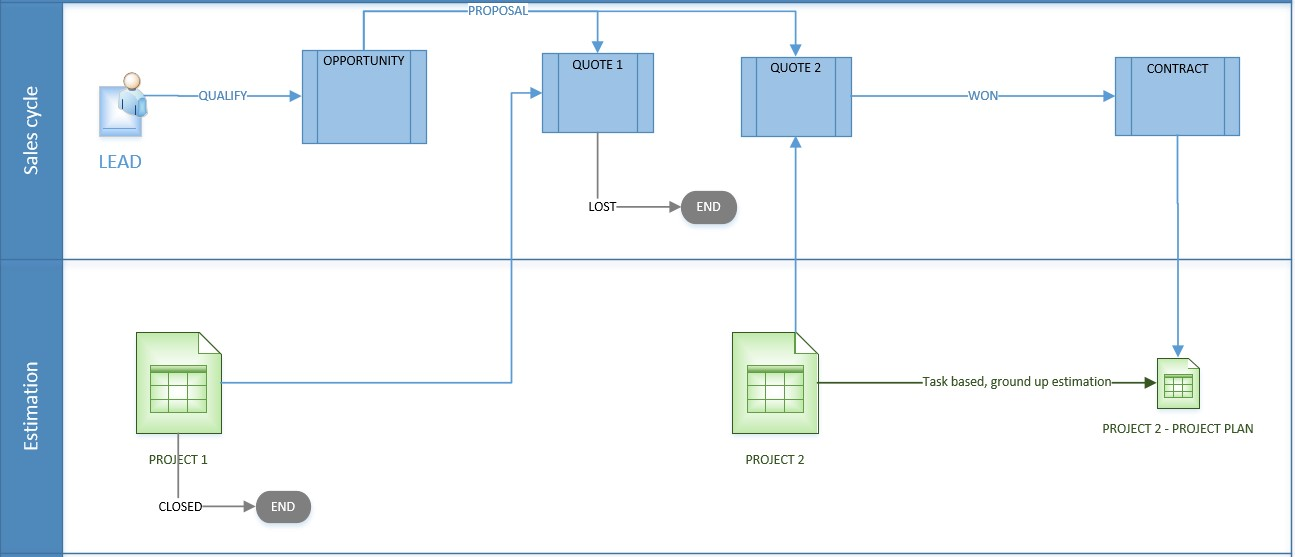 Sales cycle
PROPOSAL
OPPORTUNITY
QUOTE 1
QUOTE 2
CONTRACT
QUALIFY
WON
LEAD
LOST
END
Estimation
Task based, ground up estimation
PROJECT 2 - PROJECT PLAN
PROJECT 1
PROJECT 2
CLOSED
END